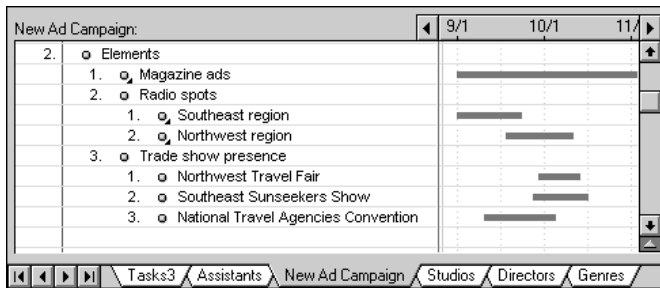 New Ad Campaign: 9/1 10/1 11/
2. Elements
1. Magazine ads
2. Radio spots
1. Southeast region
2. Northwest region
3. Trade show presence
1. Northwest Travel Fair
2. Southeast Sunseekers Show
3. National Travel Agencies Convention
Tasks3 Assistants New Ad Campaign Studios Directors Genres